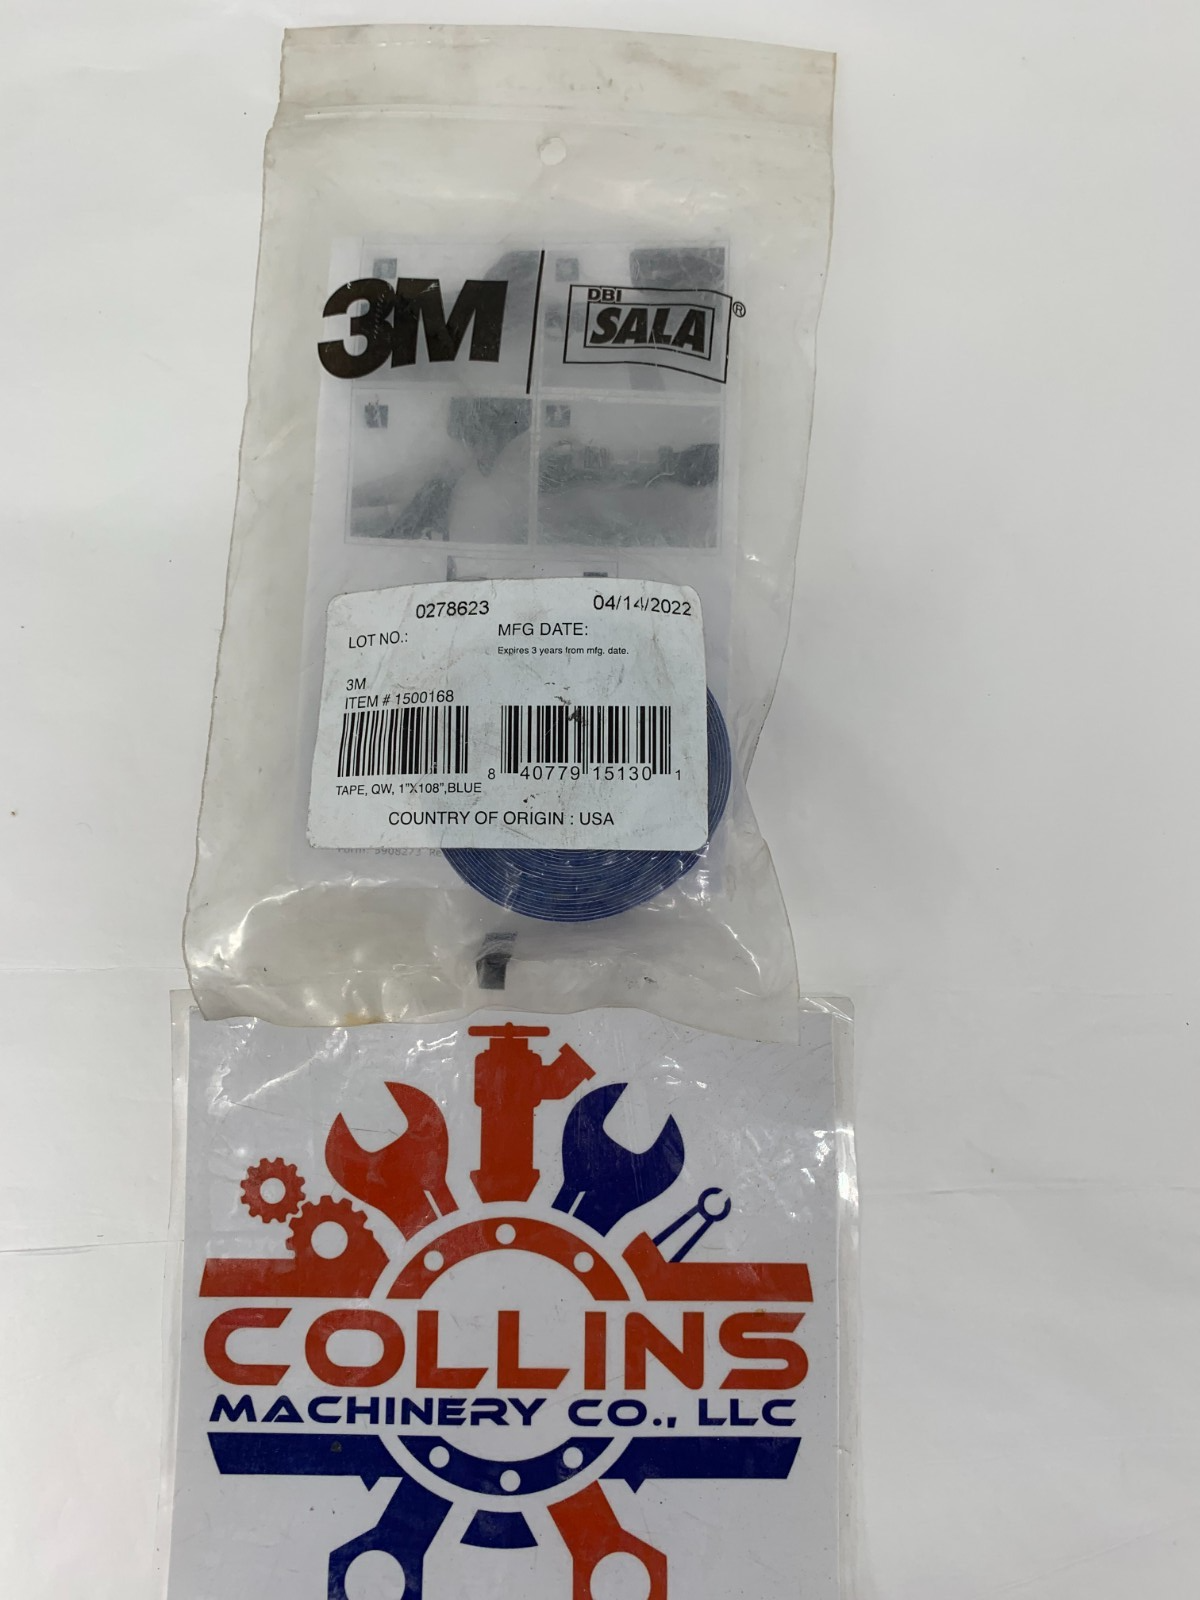 3M
DBI
SALA®
0278623 04/14/2022
LOT NO.: MFG DATE:
Expires 3 years from mfg. date.
3M
ITEM # 1500168
8 40779 15130 1
TAPE, QW, 1"X108",BLUE
COUNTRY OF ORIGIN : USA
COLLINS
MACHINERY CO., LLC